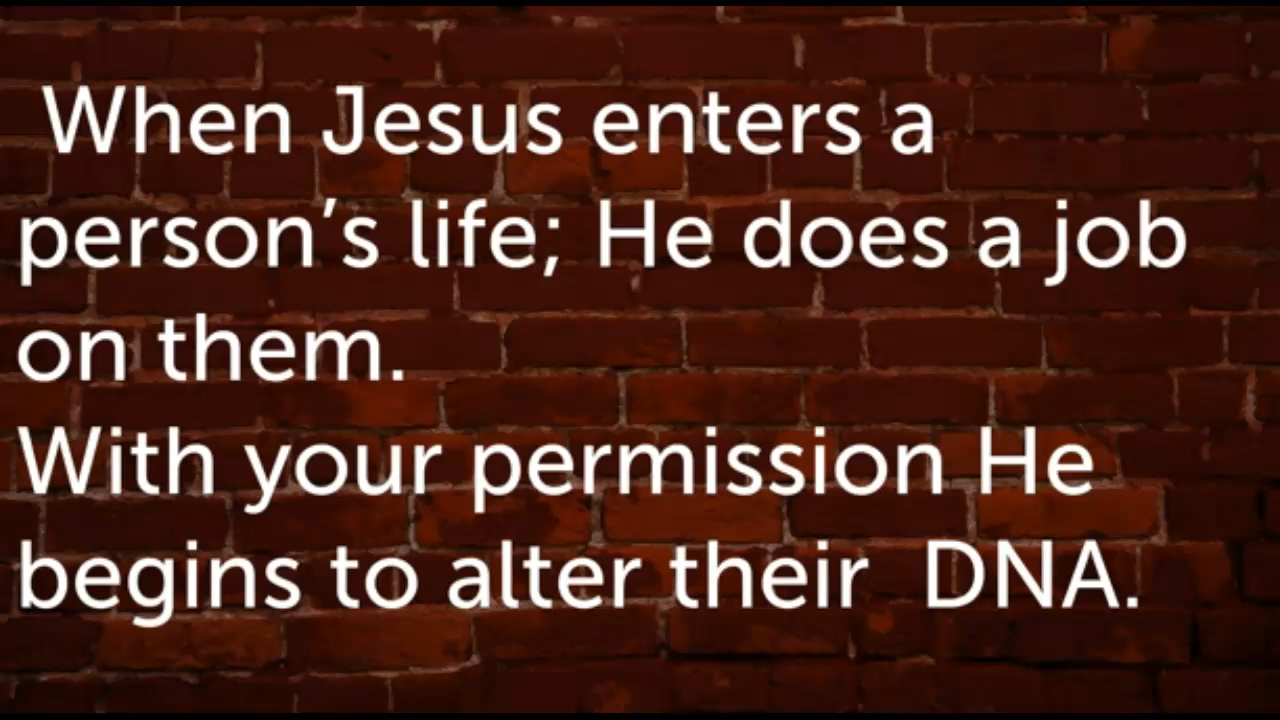 When Jesus enters a
person’s life; He does a job
on them.
With your permission He
begins to alter their  DNA.